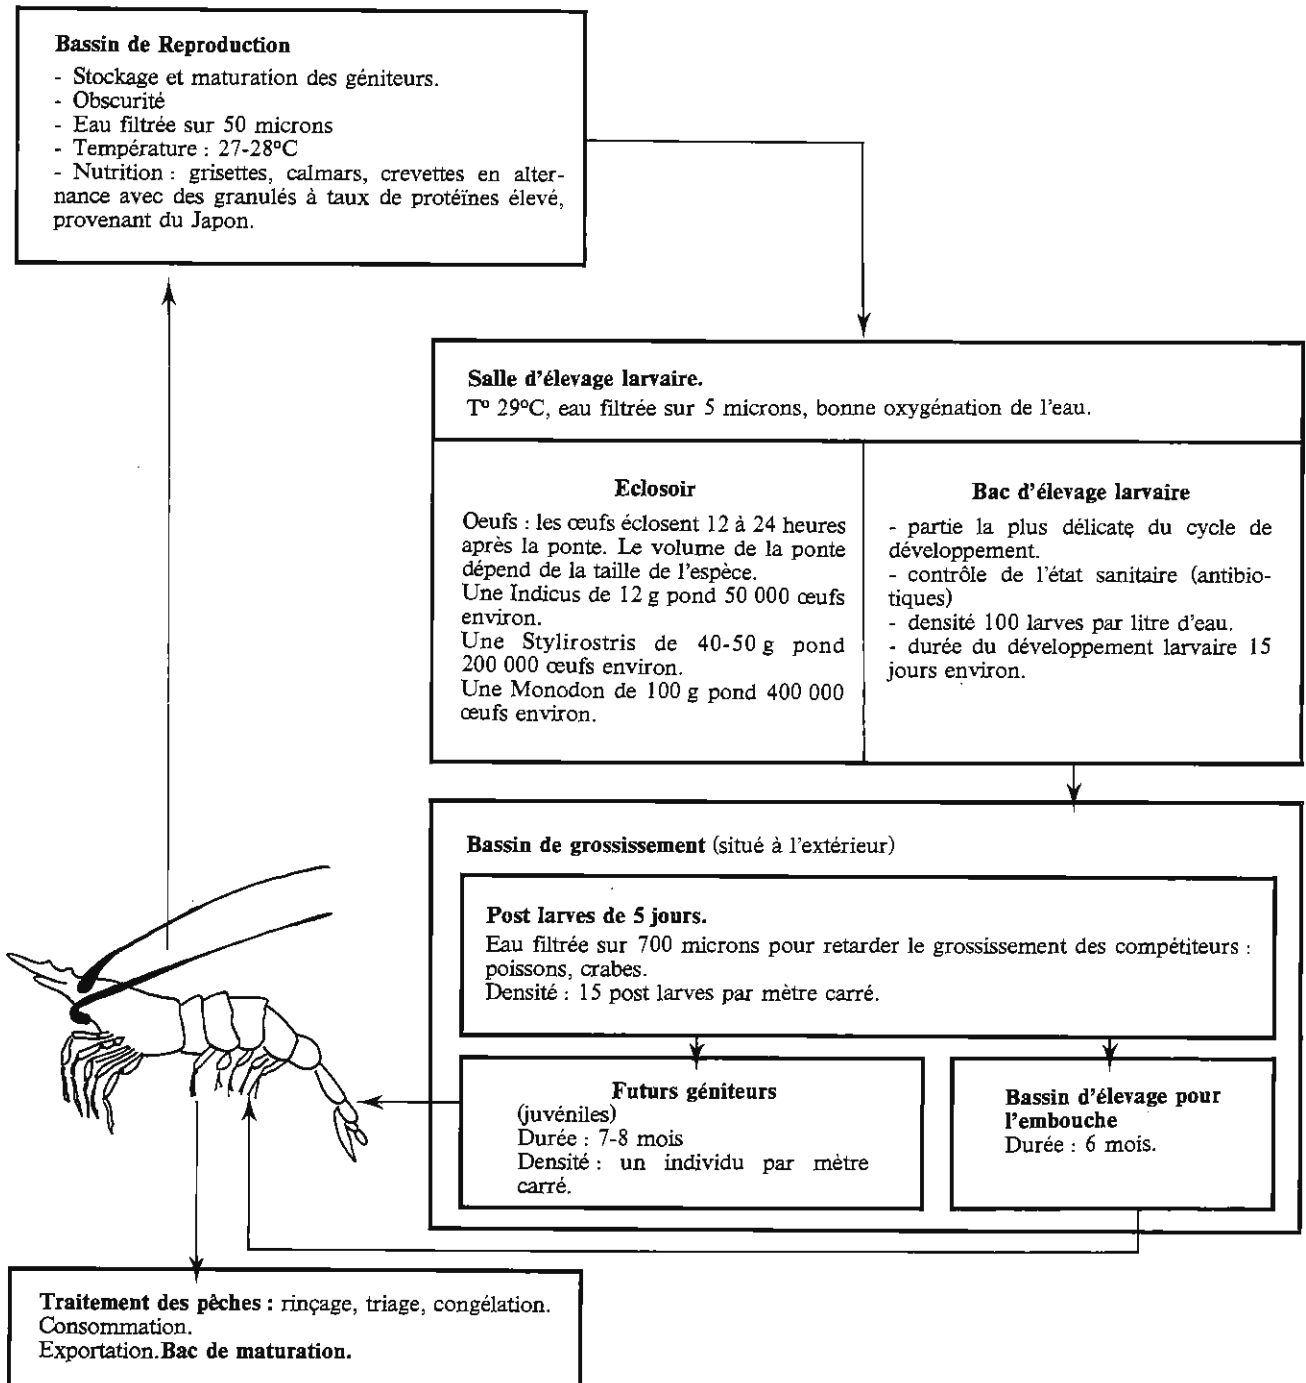 Bassin de Reproduction
- Stockage et maturation des géniteurs.
- Obscurité
- Eau filtrée sur 50 microns
- Température : 27-28°C
- Nutrition : grisettes, calmars, crevettes en alter-
nance avec des granulés à taux de protéïnes élevé,
provenant du Japon.
Salle d'élevage larvaire.
T° 29°C, eau filtrée sur 5 microns, bonne oxygénation de l'eau.
Eclosoir
Oeufs : les œufs éclosent 12 à 24 heures
après la ponte. Le volume de la ponte
dépend de la taille de l'espèce.
Une Indicus de 12 g pond 50 000 œufs
environ.
Une Stylirostris de 40-50 g pond
200 000 œufs environ.
Une Monodon de 100 g pond 400 000
œufs environ.
Bac d'élevage larvaire
- partie la plus délicate du cycle de
développement.
- contrôle de l'état sanitaire (antibio-
tiques)
- densité 100 larves par litre d'eau.
- durée du développement larvaire 15
jours environ.
Bassin de grossissement (situé à l'extérieur)
Post larves de 5 jours.
Eau filtrée sur 700 microns pour retarder le grossissement des compétiteurs :
poissons, crabes.
Densité : 15 post larves par mètre carré.
Futurs géniteurs
(juvéniles)
Durée : 7-8 mois
Densité : un individu par mètre
carré.
Bassin d'élevage pour
l'embouche
Durée : 6 mois.
Traitement des pêches : rinçage, triage, congélation.
Consommation.
Exportation.Bac de maturation.